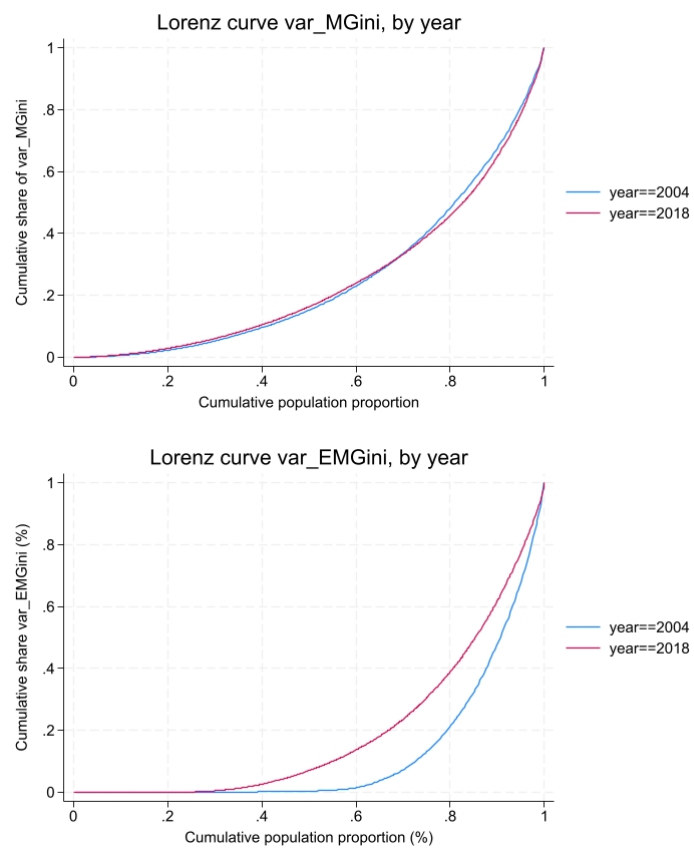 Lorenz curve var_MGini, by year
1
.8
.6
.4
.2
0
Cumulative share of var_MGini
0 .2 .4 .6 .8 1
Cumulative population proportion
year==2004
year==2018
Lorenz curve var_EMGini, by year
1
.8
.6
.4
.2
0
Cumulative share var_EMGini (%)
0 .2 .4 .6 .8 1
Cumulative population proportion (%)
year==2004
year==2018